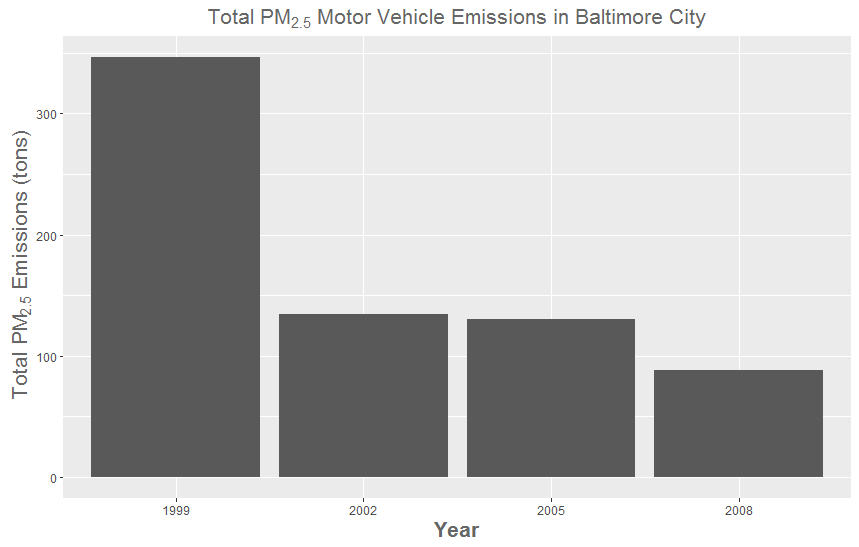 Total PM2.5 Motor Vehicle Emissions in Baltimore City
Total PM2.5 Emissions (tons)
300
200
100
0
1999 2002 2005 2008
Year